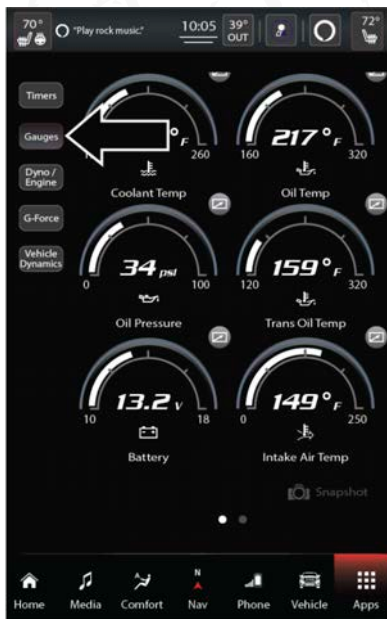 70° "Play rock music." 10:05 39° OUT 72°
Timers
Gauges
Dyno / Engine
G-Force
Vehicle Dynamics
° F 260
Coolant Temp
217° F
160 320
Oil Temp
34 psi
0 100
Oil Pressure
159° F
120 320
Trans Oil Temp
13.2 v
10 18
Battery
149° F
0 250
Intake Air Temp
Snapshot
N
Home Media Comfort Nav Phone Vehicle Apps